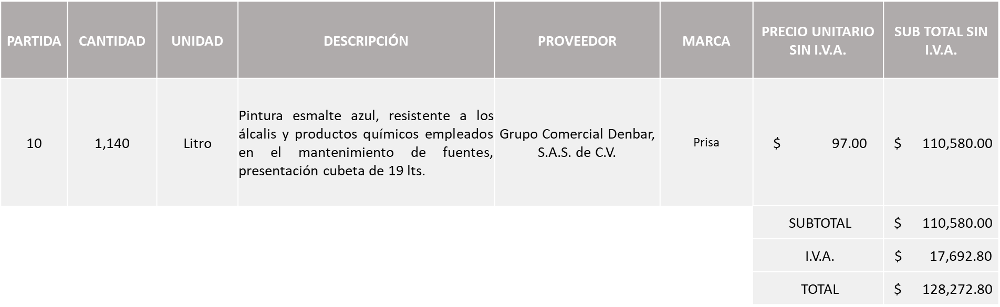 PARTIDA
CANTIDAD
UNIDAD
DESCRIPCIÓN
PROVEEDOR
MARCA
PRECIO UNITARIO
SIN I.V.A.
SUB TOTAL SIN
I.V.A.
10
1,140
Litro
Pintura esmalte azul, resistente a los
álcalis y productos químicos empleados
en el mantenimiento de fuentes,
presentación cubeta de 19 lts.
Grupo Comercial Denbar,
S.A.S. de C.V.
Prisa
$ 97.00
$ 110,580.00
SUBTOTAL $ 110,580.00
I.V.A. $ 17,692.80
TOTAL $ 128,272.80